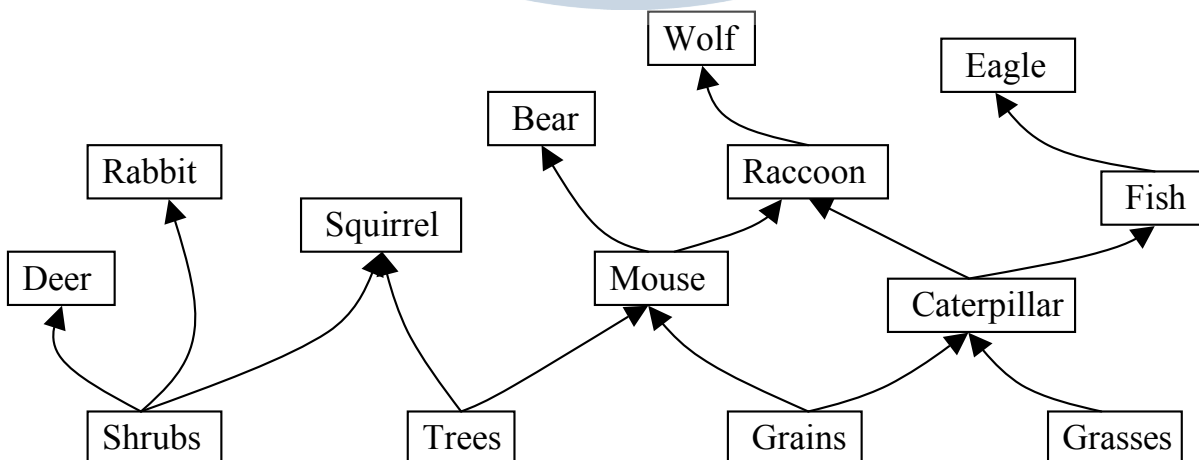 Wolf
Eagle
Bear
Rabbit
Raccoon
Fish
Squirrel
Deer
Mouse
Caterpillar
Shrubs
Trees
Grains
Grasses